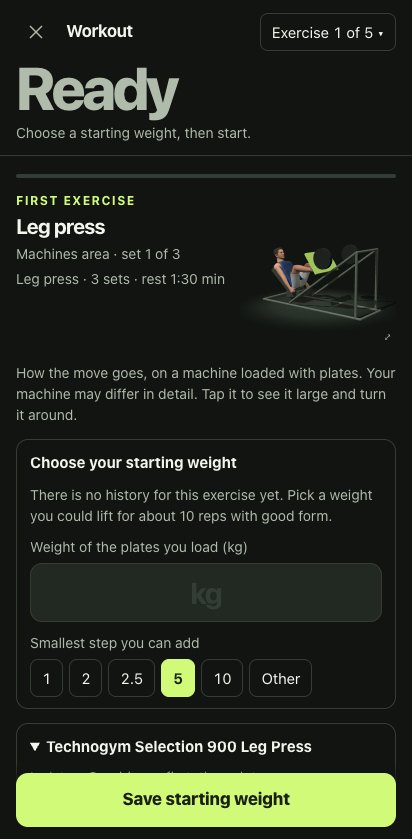 Workout
Exercise 1 of 5
Ready
Choose a starting weight, then start.
FIRST EXERCISE
Leg press
Machines area · set 1 of 3
Leg press · 3 sets · rest 1:30 min
How the move goes, on a machine loaded with plates. Your
machine may differ in detail. Tap it to see it large and turn
it around.
Choose your starting weight
There is no history for this exercise yet. Pick a weight
you could lift for about 10 reps with good form.
Weight of the plates you load (kg)
kg
Smallest step you can add
1 2 2.5 5 10 Other
Technogym Selection 900 Leg Press
Save starting weight